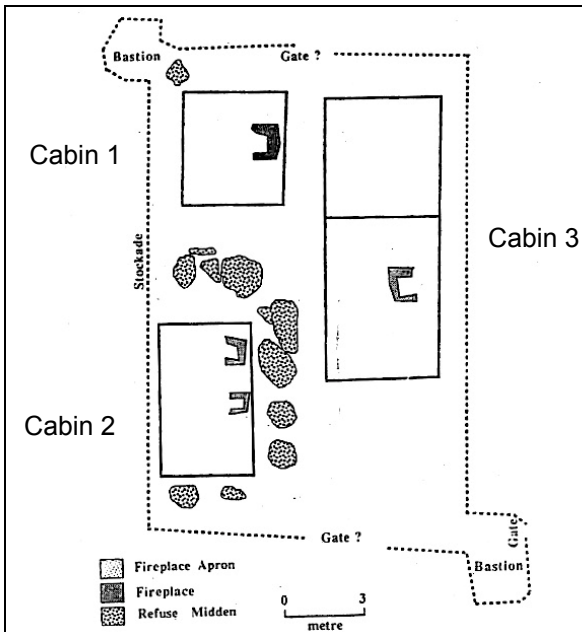 Bastion
Gate ?
Cabin 1
Cabin 3
Stockade
Cabin 2
Gate
Gate ?
Bastion
Fireplace Apron
Fireplace
Refuse Midden
0 3
metre